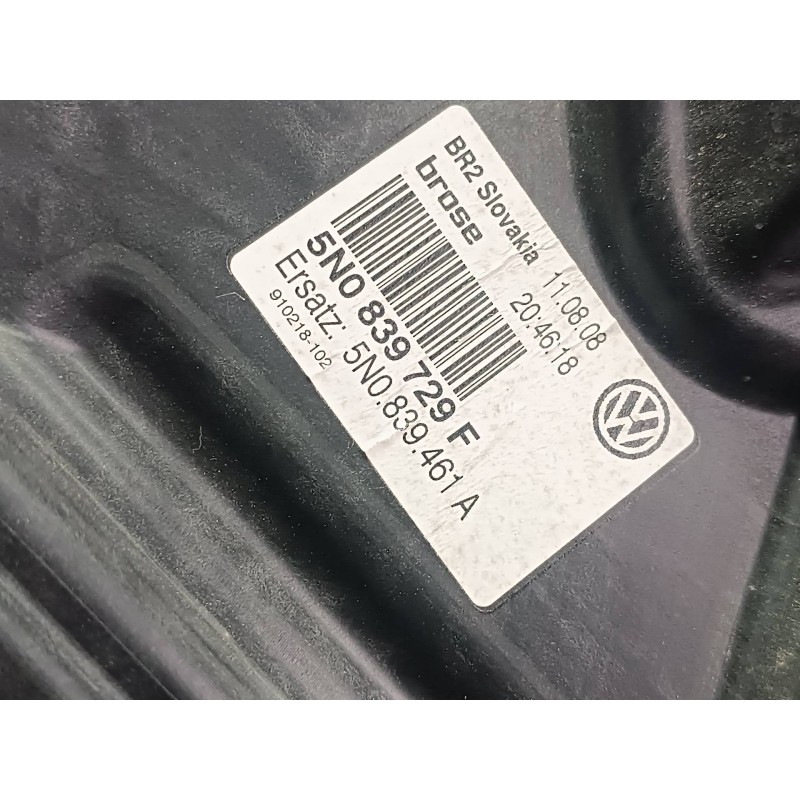 BR2 Slovakia 11.08.08
brose 20:46:18
5N0 839 729 F
Ersatz: 5N0.839.461 A
910218-102